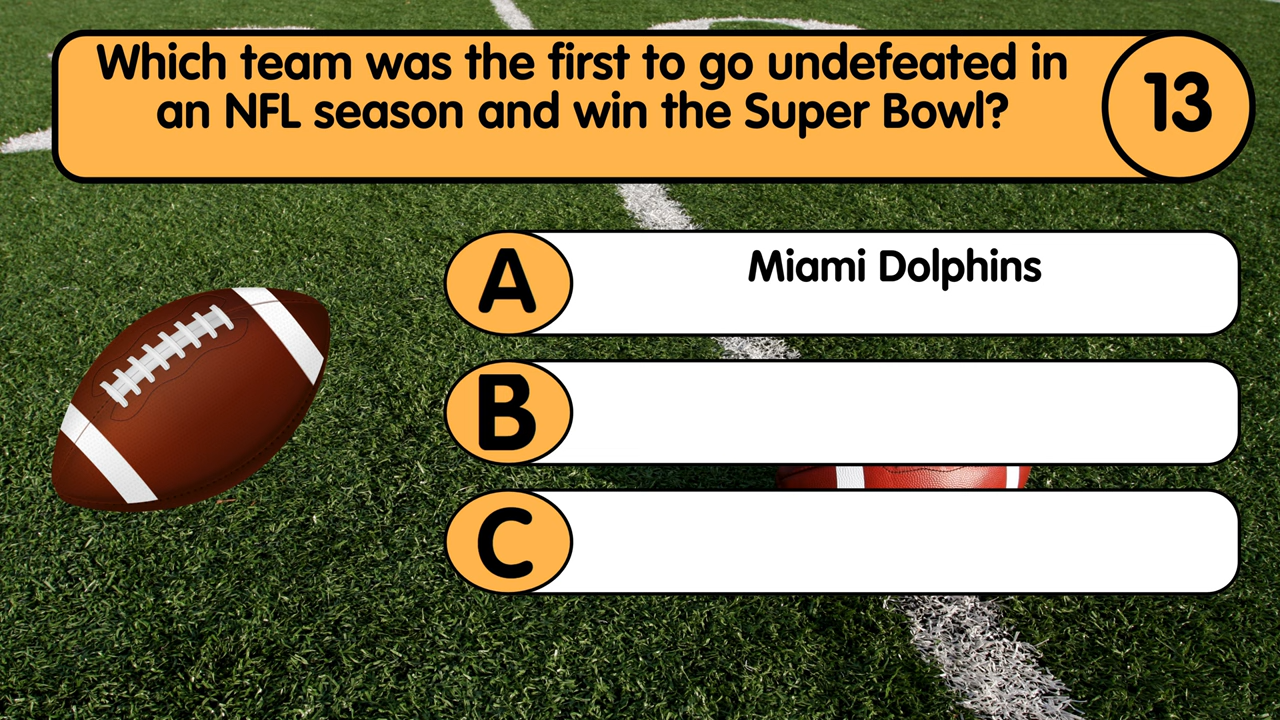 Which team was the first to go undefeated in
an NFL season and win the Super Bowl?
13
A
Miami Dolphins
B
C